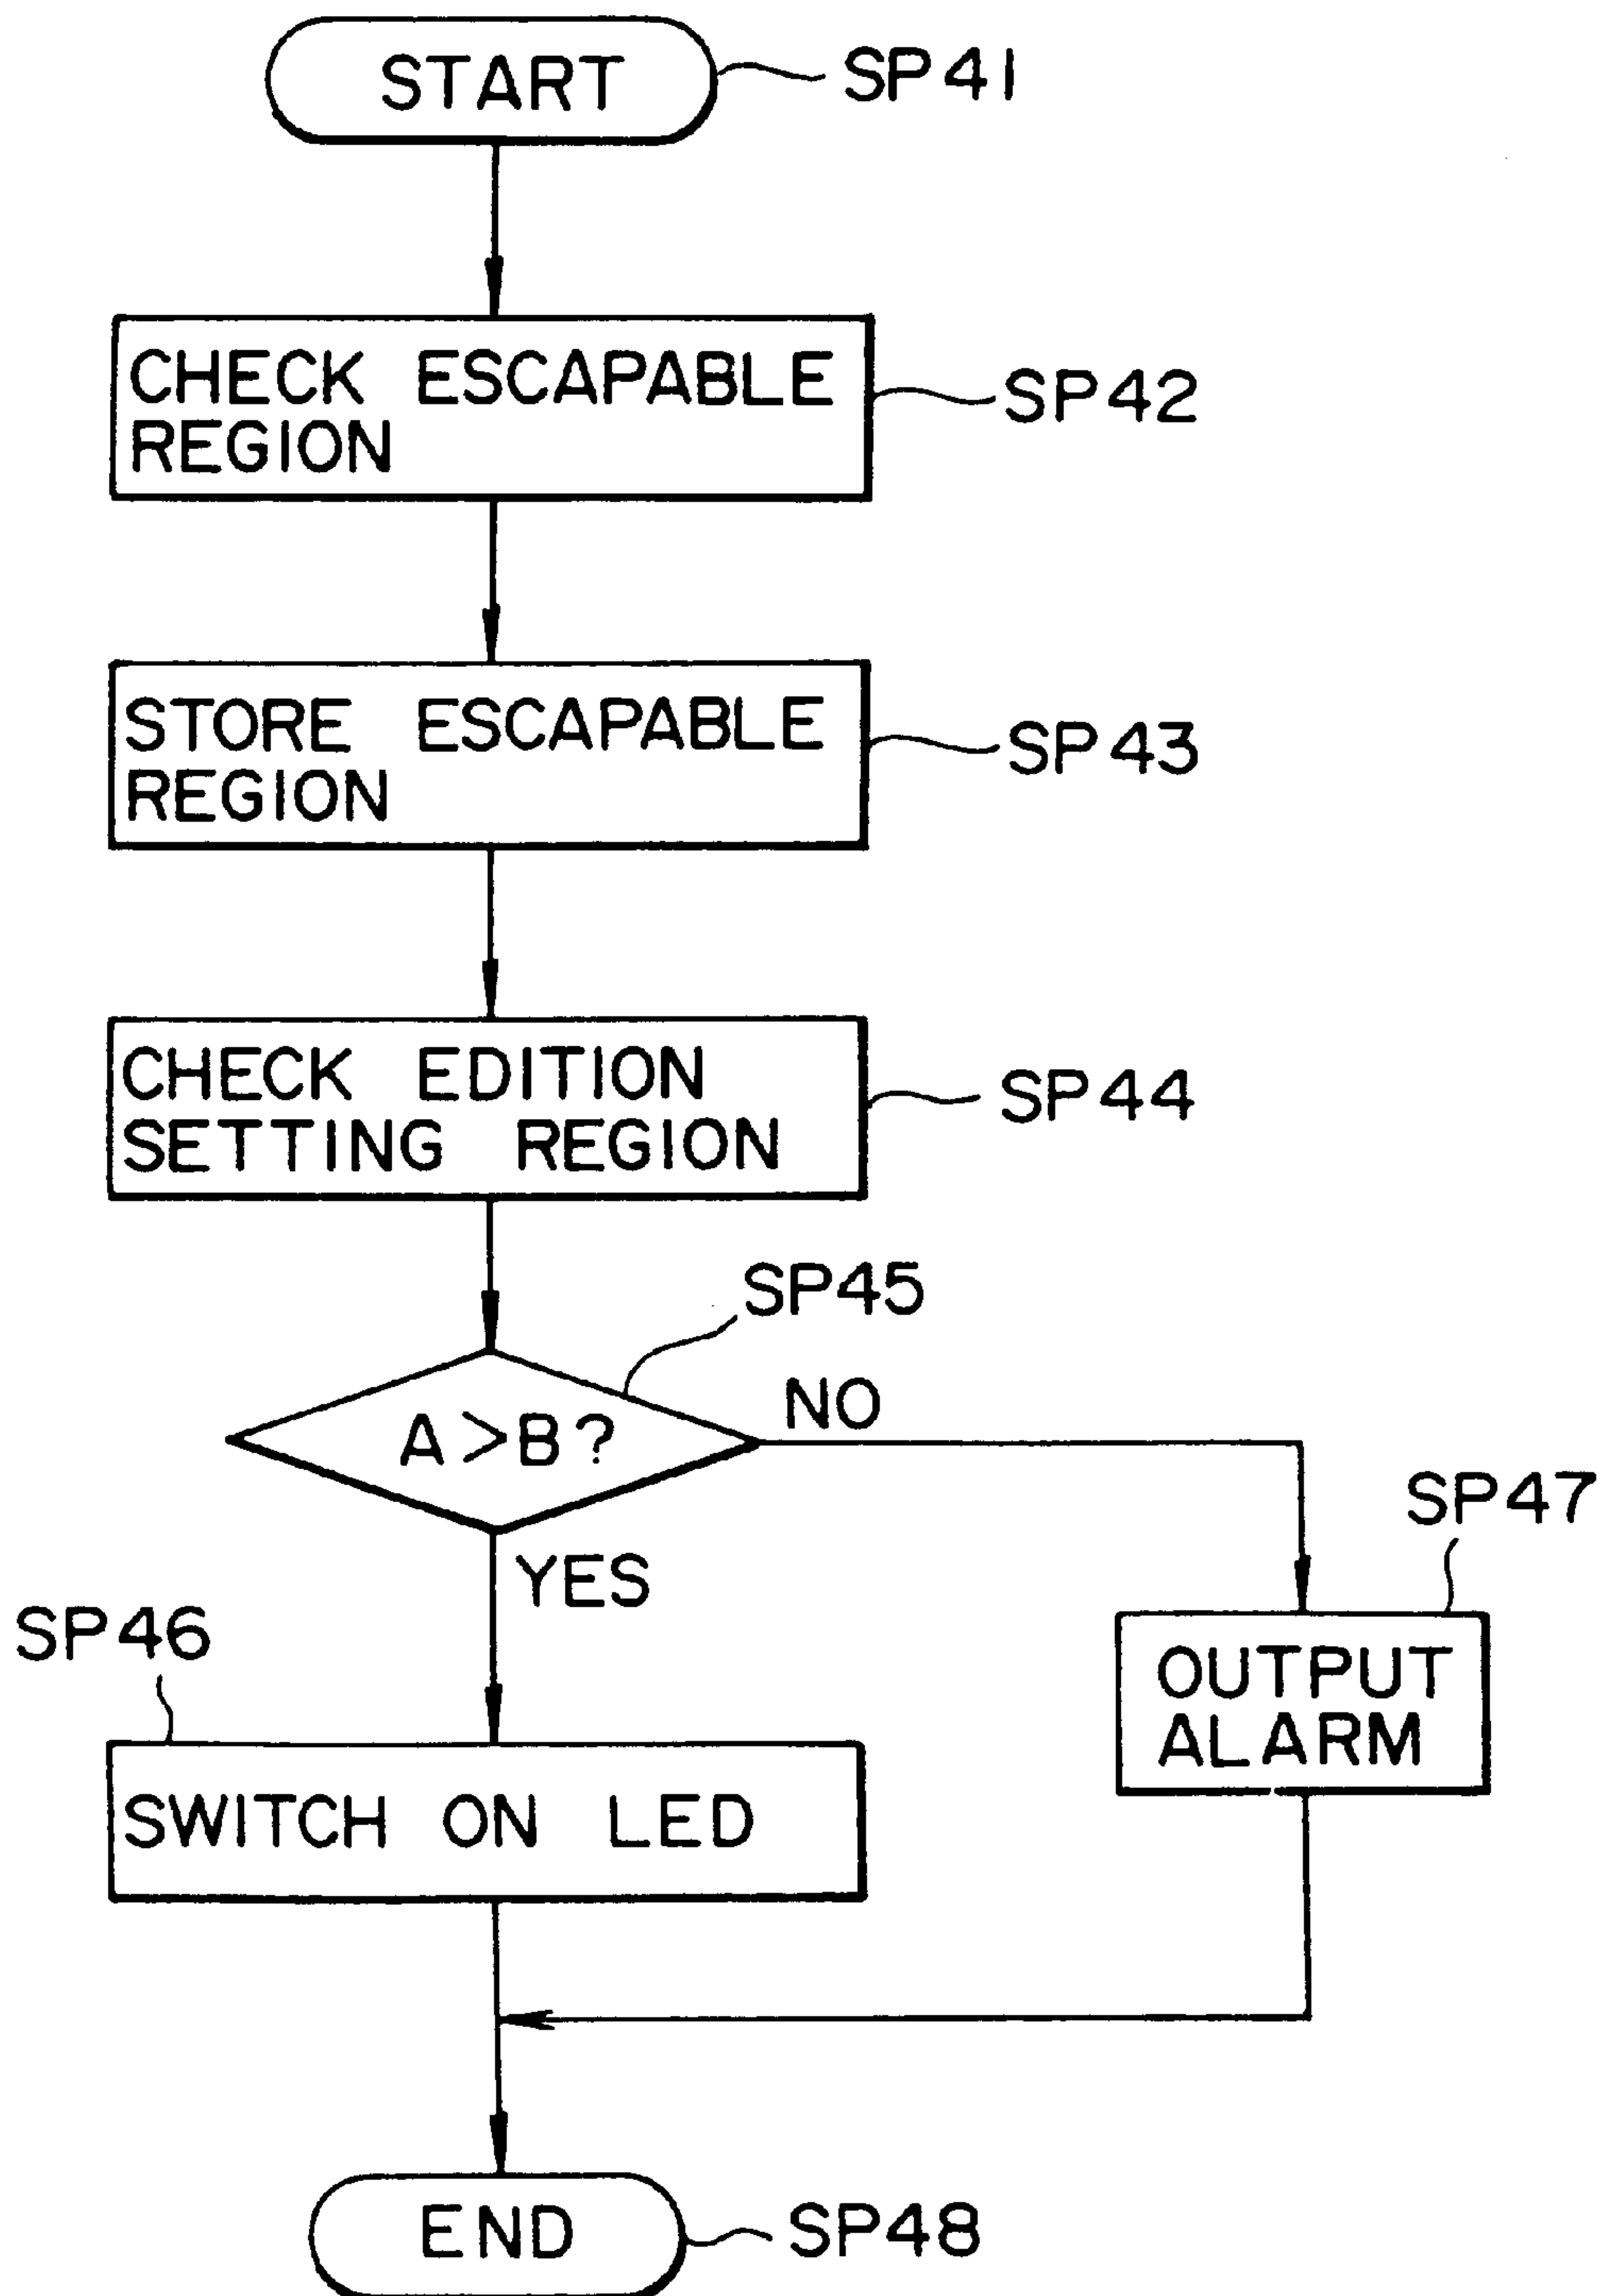 START
SP41
CHECK ESCAPABLE
REGION
SP42
STORE ESCAPABLE
REGION
SP43
CHECK EDITION
SETTING REGION
SP44
SP45
A>B?
NO
YES
SP46
SP47
SWITCH ON LED
OUTPUT
ALARM
END
SP48